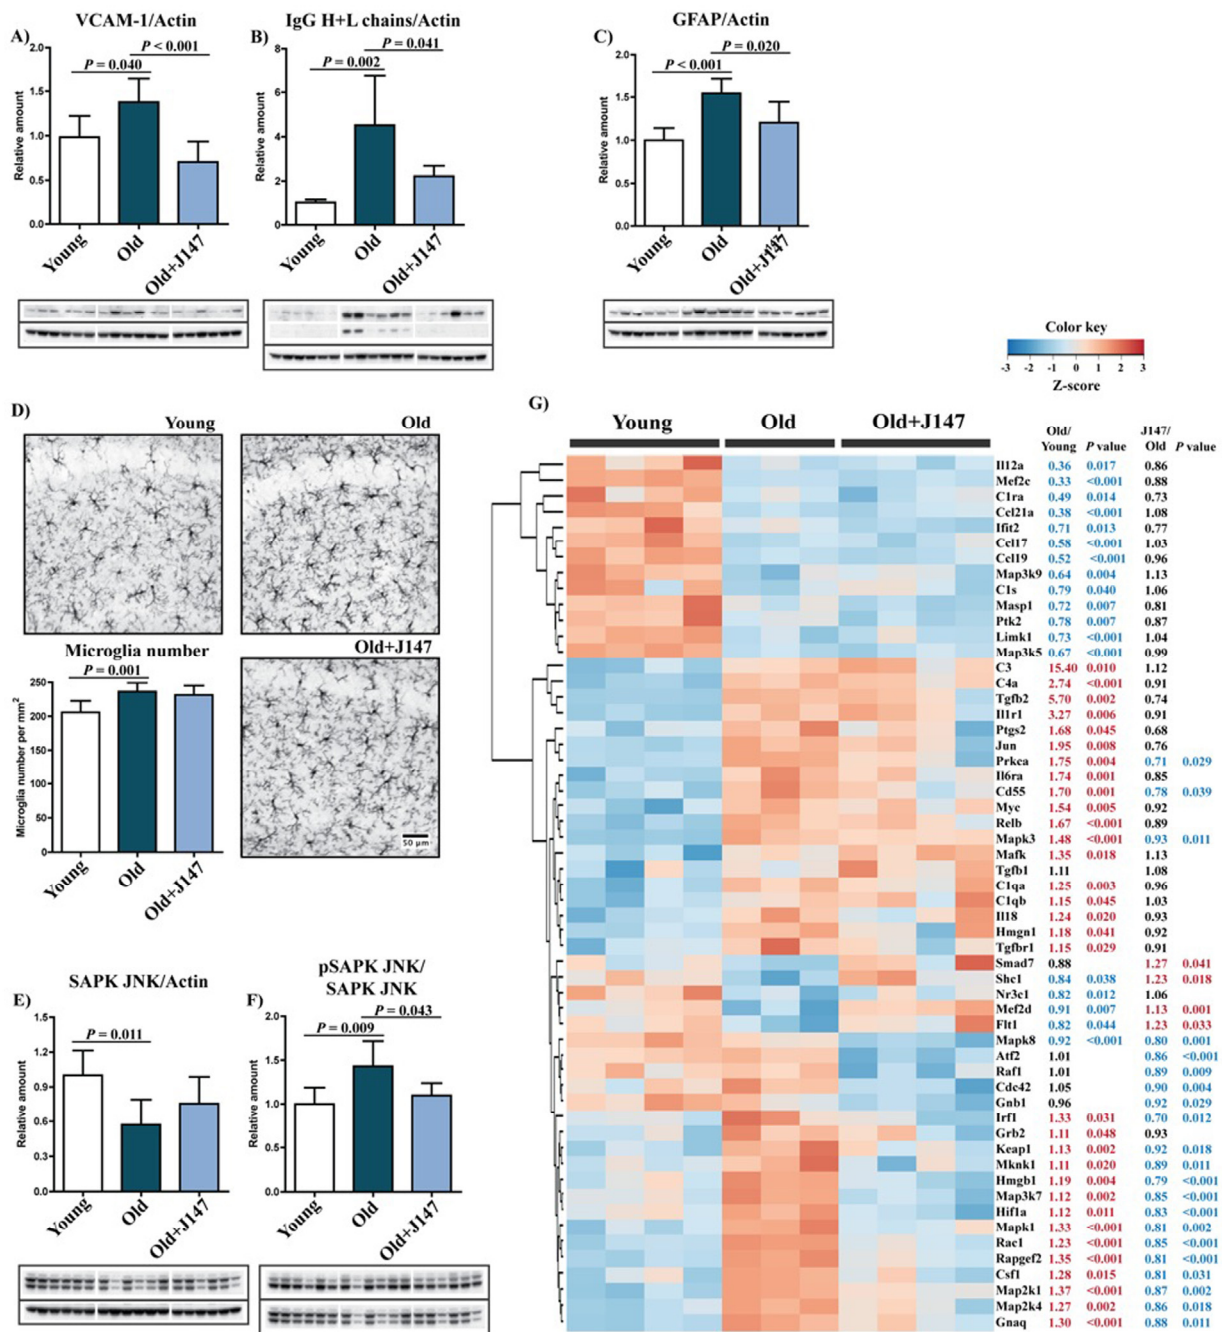 VCAM-1/Actin
A)
2.0
P < 0.001
P = 0.040
1.5
1.0
0.5
0.0
Relative amount
Young
Old
Old+J147
IgG H+L chains/Actin
B)
8
P = 0.041
P = 0.002
6
4
2
0
Relative amount
Young
Old
Old+J147
GFAP/Actin
C)
2.0
P = 0.020
P < 0.001
1.5
1.0
0.5
0.0
Relative amount
Young
Old
Old+J147
Color key
-3 -2 -1 0 1 2 3
Z-score
D)
Young
Old
Old+J147
50 µm
Microglia number
P = 0.001
250
200
150
100
50
0
Microglia number per mm²
Young
Old
Old+J147
SAPK JNK/Actin
E)
1.5
P = 0.011
1.2
0.9
0.6
0.3
0.0
Relative amount
Young
Old
Old+J147
pSAPK JNK/
SAPK JNK
F)
2.0
P = 0.043
P = 0.009
1.5
1.0
0.5
0.0
Relative amount
Young
Old
Old+J147
G)
Young Old Old+J147
Old/ J147/
Young P value Old P value
Il12a 0.36 0.017 0.86
Mef2c 0.33 <0.001 0.88
C1ra 0.49 0.014 0.73
Ccl21a 0.38 <0.001 1.08
Ifit2 0.71 0.013 0.77
Ccl17 0.58 <0.001 1.03
Ccl19 0.52 <0.001 0.96
Map3k9 0.64 0.004 1.13
C1s 0.79 0.040 1.06
Masp1 0.72 0.007 0.81
Ptk2 0.78 0.007 0.87
Limk1 0.73 <0.001 1.04
Map3k5 0.67 <0.001 0.99
C3 15.40 0.010 1.12
C4a 2.74 <0.001 0.91
Tgfb2 5.70 0.002 0.74
Il1r1 3.27 0.006 0.91
Ptgs2 1.68 0.045 0.68
Jun 1.95 0.008 0.76
Prkca 1.75 0.004 0.71 0.029
Il6ra 1.74 0.001 0.85
Cd55 1.70 0.001 0.78 0.039
Myc 1.54 0.005 0.92
Relb 1.67 <0.001 0.89
Mapk3 1.48 <0.001 0.93 0.011
Mafk 1.35 0.018 1.13
Tgfb1 1.11 1.08
C1qa 1.25 0.003 0.96
C1qb 1.15 0.045 1.03
Il18 1.24 0.020 0.93
Hmgn1 1.18 0.041 0.92
Tgfbr1 1.15 0.029 0.91
Smad7 0.88 1.27 0.041
Shc1 0.84 0.038 1.23 0.018
Nr3c1 0.82 0.012 1.06
Mef2d 0.91 0.007 1.13 0.001
Flt1 0.82 0.044 1.23 0.033
Mapk8 0.92 <0.001 0.80 0.001
Atf2 1.01 0.86 <0.001
Raf1 1.01 0.89 0.009
Cdc42 1.05 0.90 0.004
Gnb1 0.96 0.92 0.029
Irf1 1.33 0.031 0.70 0.012
Grb2 1.11 0.048 0.93
Keap1 1.13 0.002 0.92 0.018
Mknk1 1.11 0.020 0.89 0.011
Hmgb1 1.19 0.004 0.79 <0.001
Map3k7 1.12 0.002 0.85 <0.001
Hif1a 1.12 0.011 0.83 <0.001
Mapk1 1.33 <0.001 0.81 0.002
Rac1 1.23 <0.001 0.85 <0.001
Rapgef2 1.35 <0.001 0.81 <0.001
Csf1 1.28 0.015 0.81 0.031
Map2k1 1.37 <0.001 0.87 0.002
Map2k4 1.27 0.002 0.86 0.018
Gnaq 1.30 <0.001 0.88 0.011